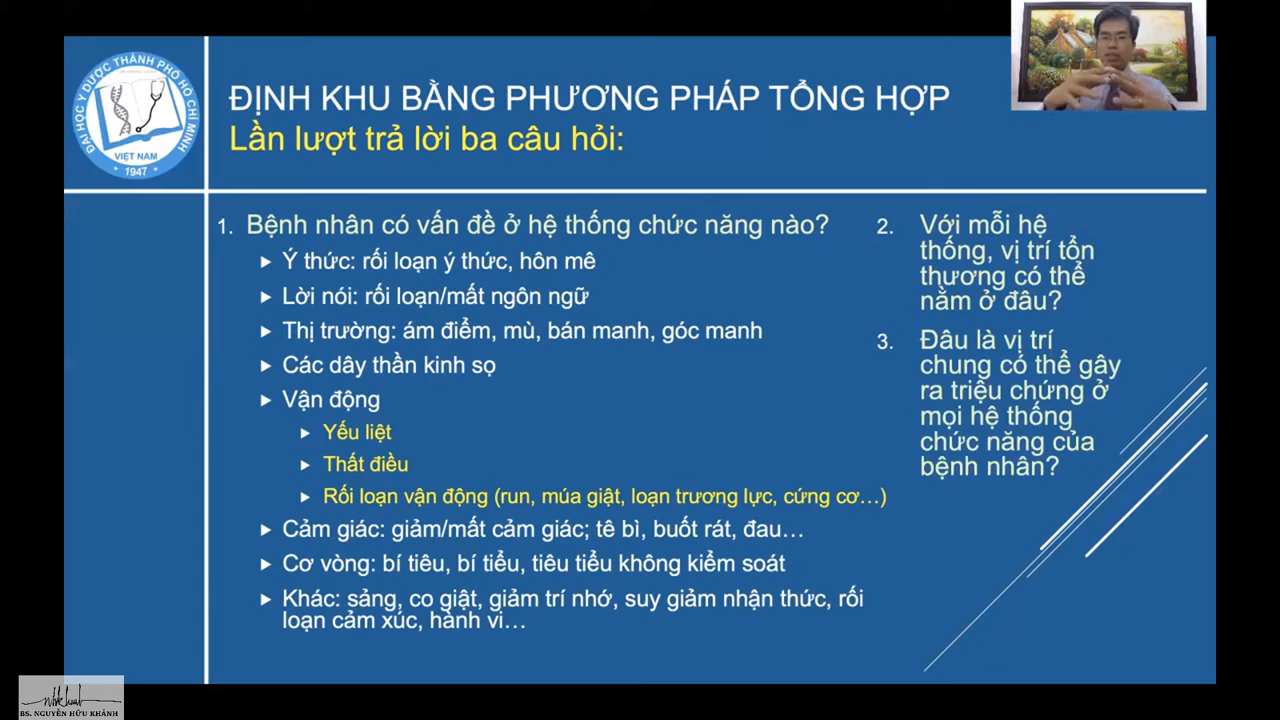 ĐẠI HỌC Y DƯỢC THÀNH PHỐ HỒ CHÍ MINH
VIỆT NAM
1947
ĐỊNH KHU BẰNG PHƯƠNG PHÁP TỔNG HỢP
Lần lượt trả lời ba câu hỏi:
1. Bệnh nhân có vấn đề ở hệ thống chức năng nào?
Ý thức: rối loạn ý thức, hôn mê
Lời nói: rối loạn/mất ngôn ngữ
Thị trường: ám điểm, mù, bán manh, góc manh
Các dây thần kinh sọ
Vận động
Yếu liệt
Thất điều
Rối loạn vận động (run, múa giật, loạn trương lực, cứng cơ…)
Cảm giác: giảm/mất cảm giác; tê bì, buốt rát, đau…
Cơ vòng: bí tiêu, bí tiểu, tiêu tiểu không kiểm soát
Khác: sảng, co giật, giảm trí nhớ, suy giảm nhận thức, rối
loạn cảm xúc, hành vi…
2. Với mỗi hệ
thống, vị trí tổn
thương có thể
nằm ở đâu?
3. Đâu là vị trí
chung có thể gây
ra triệu chứng ở
mọi hệ thống
chức năng của
bệnh nhân?
BS. NGUYỄN HỮU KHÁNH